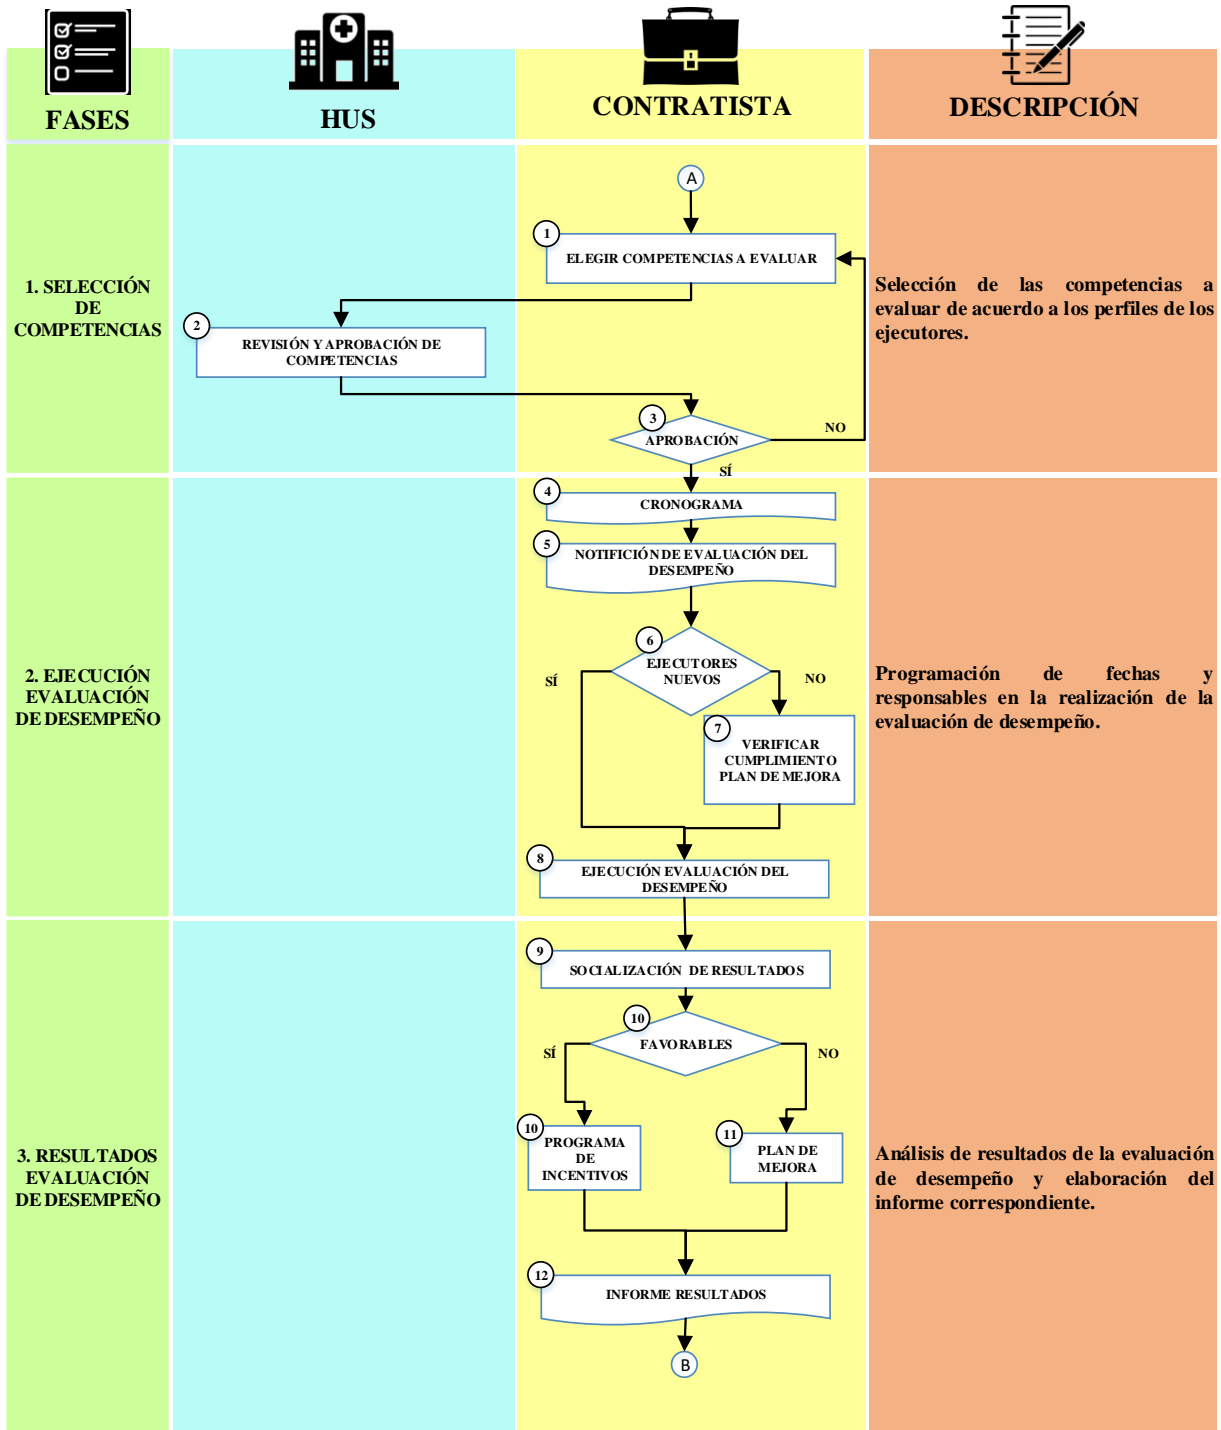 FASES
HUS
CONTRATISTA
DESCRIPCIÓN
1. SELECCIÓN
DE
COMPETENCIAS
A
1
ELEGIR COMPETENCIAS A EVALUAR
2
REVISIÓN Y APROBACIÓN DE
COMPETENCIAS
3
APROBACIÓN
NO
SÍ
Selección de las competencias a
evaluar de acuerdo a los perfiles de los
ejecutores.
2. EJECUCIÓN
EVALUACIÓN
DE DESEMPEÑO
4
CRONOGRAMA
5
NOTIFICIÓN DE EVALUACIÓN DEL
DESEMPEÑO
6
EJECUTORES
NUEVOS
SÍ
NO
7
VERIFICAR
CUMPLIMIENTO
PLAN DE MEJORA
8
EJECUCIÓN EVALUACIÓN DEL
DESEMPEÑO
Programación de fechas y
responsables en la realización de la
evaluación de desempeño.
3. RESULTADOS
EVALUACIÓN
DE DESEMPEÑO
9
SOCIALIZACIÓN DE RESULTADOS
10
FAVORABLES
SÍ
NO
10
PROGRAMA
DE
INCENTIVOS
11
PLAN DE
MEJORA
12
INFORME RESULTADOS
B
Análisis de resultados de la evaluación
de desempeño y elaboración del
informe correspondiente.